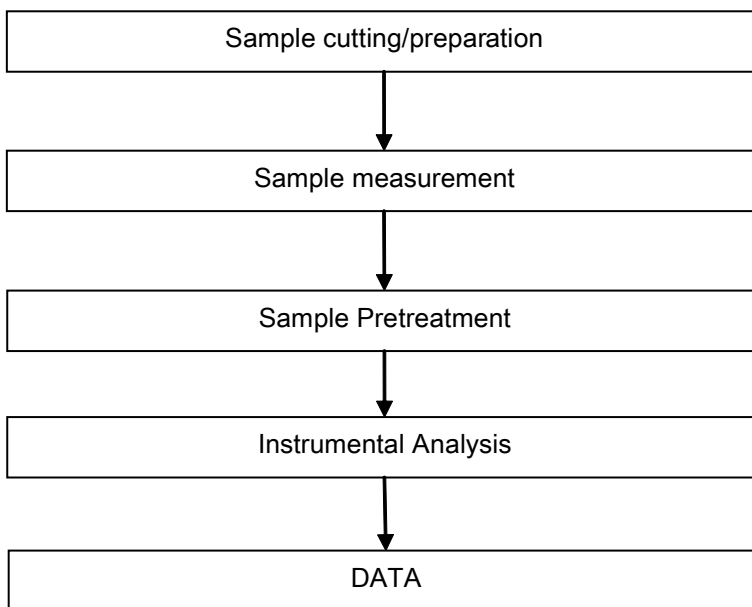 Sample cutting/preparation
Sample measurement
Sample Pretreatment
Instrumental Analysis
DATA